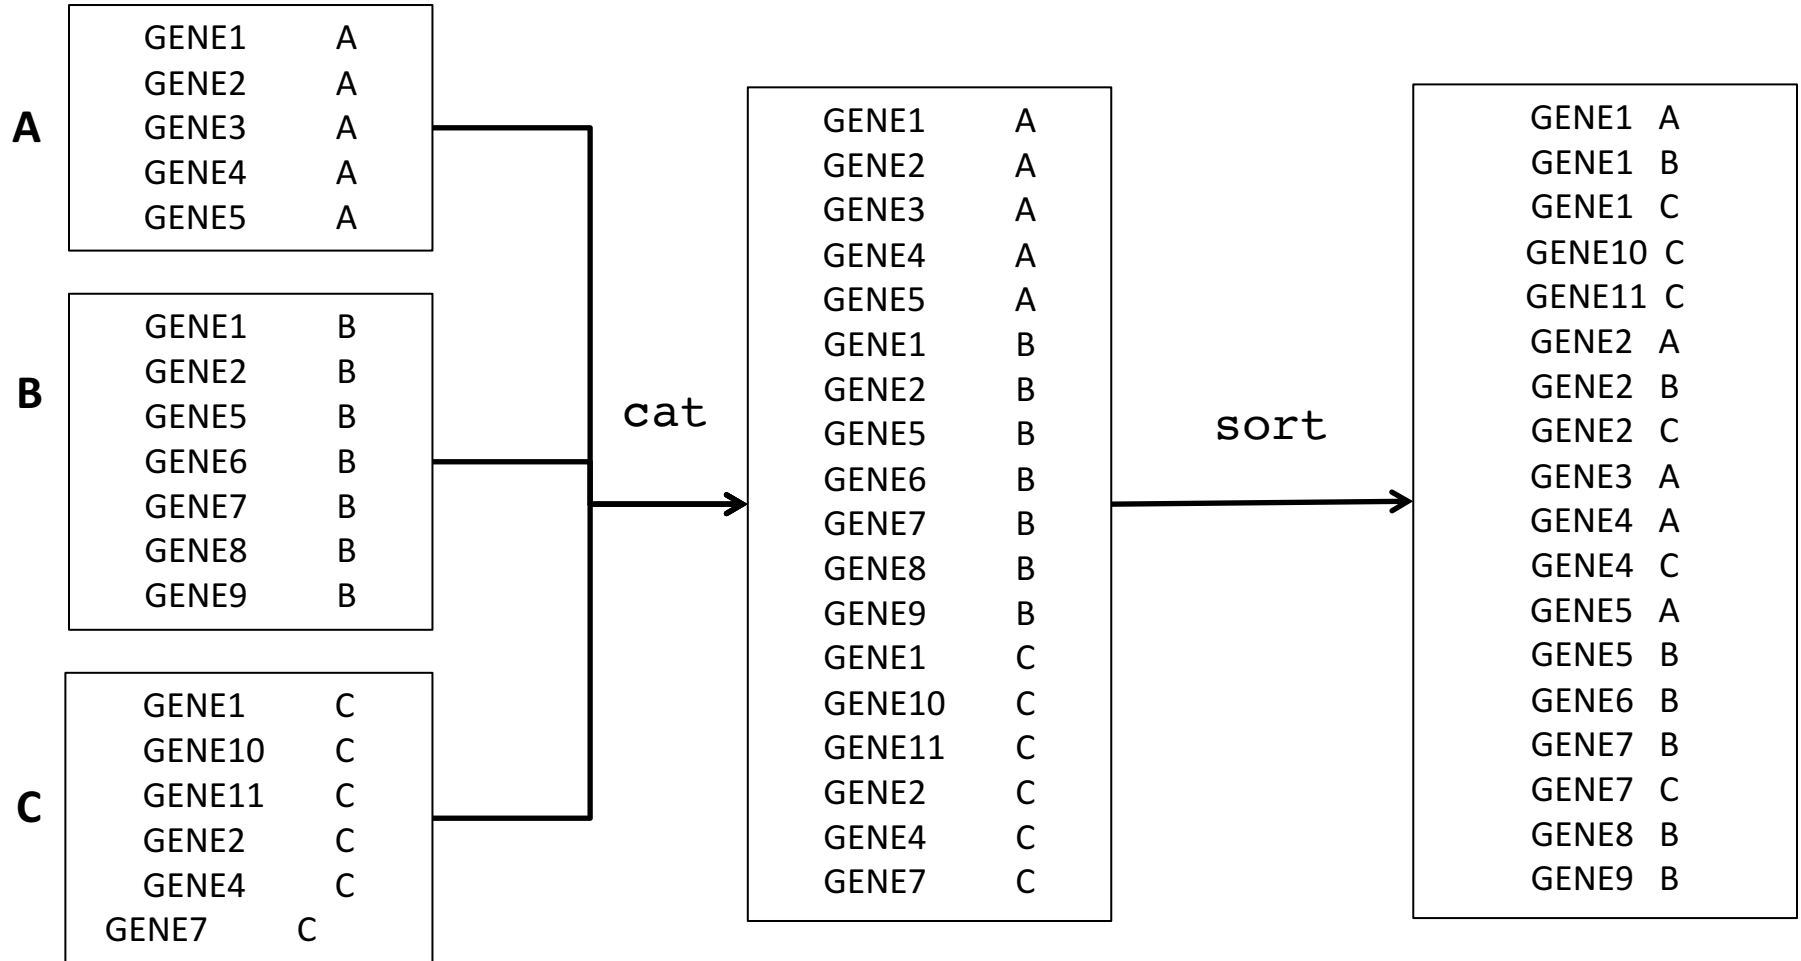 A
GENE1 A
GENE2 A
GENE3 A
GENE4 A
GENE5 A
B
GENE1 B
GENE2 B
GENE5 B
GENE6 B
GENE7 B
GENE8 B
GENE9 B
C
GENE1 C
GENE10 C
GENE11 C
GENE2 C
GENE4 C
GENE7 C
cat
GENE1 A
GENE2 A
GENE3 A
GENE4 A
GENE5 A
GENE1 B
GENE2 B
GENE5 B
GENE6 B
GENE7 B
GENE8 B
GENE9 B
GENE1 C
GENE10 C
GENE11 C
GENE2 C
GENE4 C
GENE7 C
sort
GENE1 A
GENE1 B
GENE1 C
GENE10 C
GENE11 C
GENE2 A
GENE2 B
GENE2 C
GENE3 A
GENE4 A
GENE4 C
GENE5 A
GENE5 B
GENE6 B
GENE7 B
GENE7 C
GENE8 B
GENE9 B